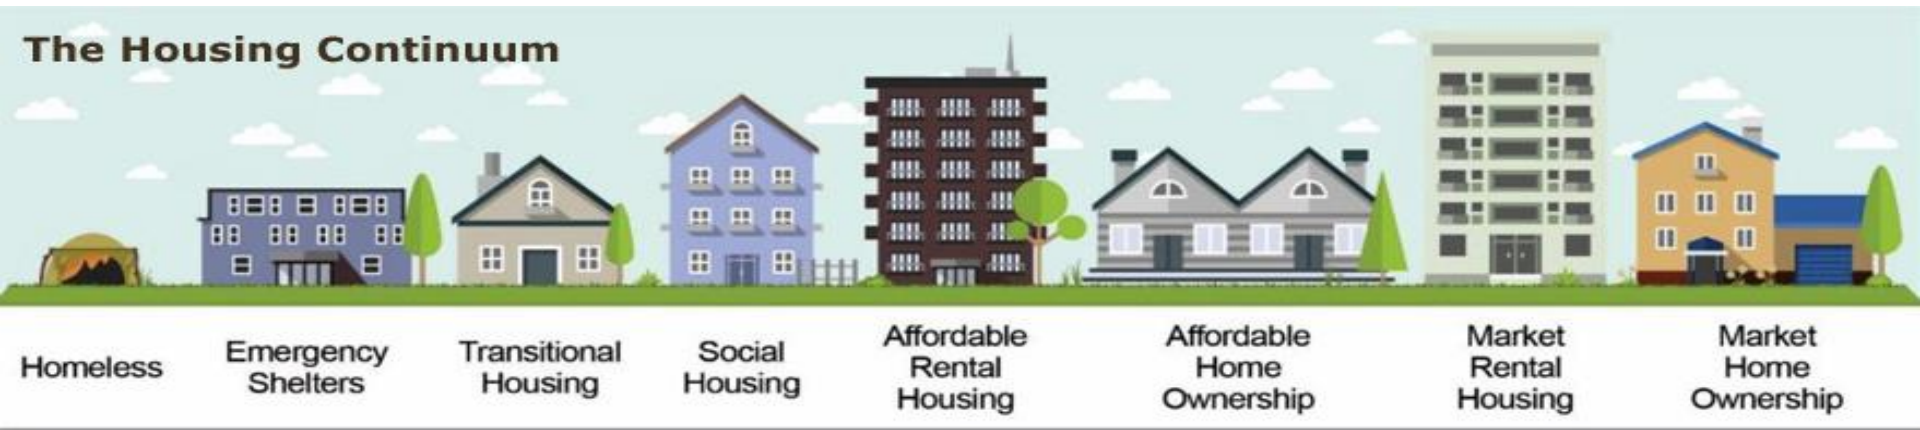 The Housing Continuum
Homeless
Emergency
Shelters
Transitional
Housing
Social
Housing
Affordable
Rental
Housing
Affordable
Home
Ownership
Market
Rental
Housing
Market
Home
Ownership